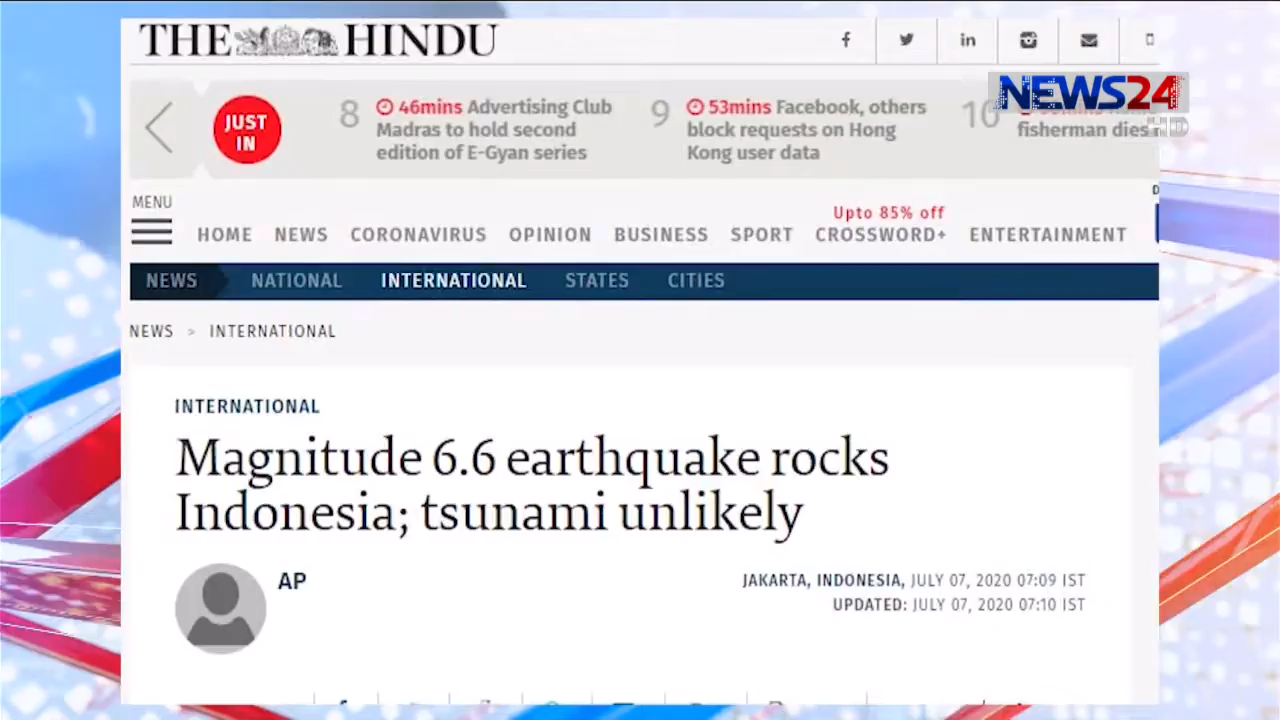 THE HINDU
NEWS24
HD
JUST IN
8 46mins Advertising Club
Madras to hold second
edition of E-Gyan series
9 53mins Facebook, others
block requests on Hong
Kong user data
10
fisherman dies
MENU
Upto 85% off
HOME NEWS CORONAVIRUS OPINION BUSINESS SPORT CROSSWORD+ ENTERTAINMENT
NEWS NATIONAL INTERNATIONAL STATES CITIES
NEWS > INTERNATIONAL
INTERNATIONAL
Magnitude 6.6 earthquake rocks
Indonesia; tsunami unlikely
AP
JAKARTA, INDONESIA, JULY 07, 2020 07:09 IST
UPDATED: JULY 07, 2020 07:10 IST